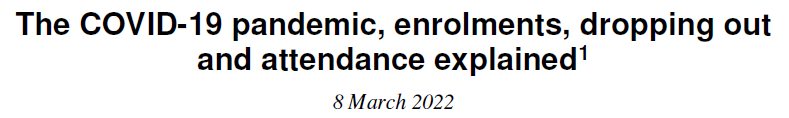 The COVID-19 pandemic, enrolments, dropping out
and attendance explained¹
8 March 2022